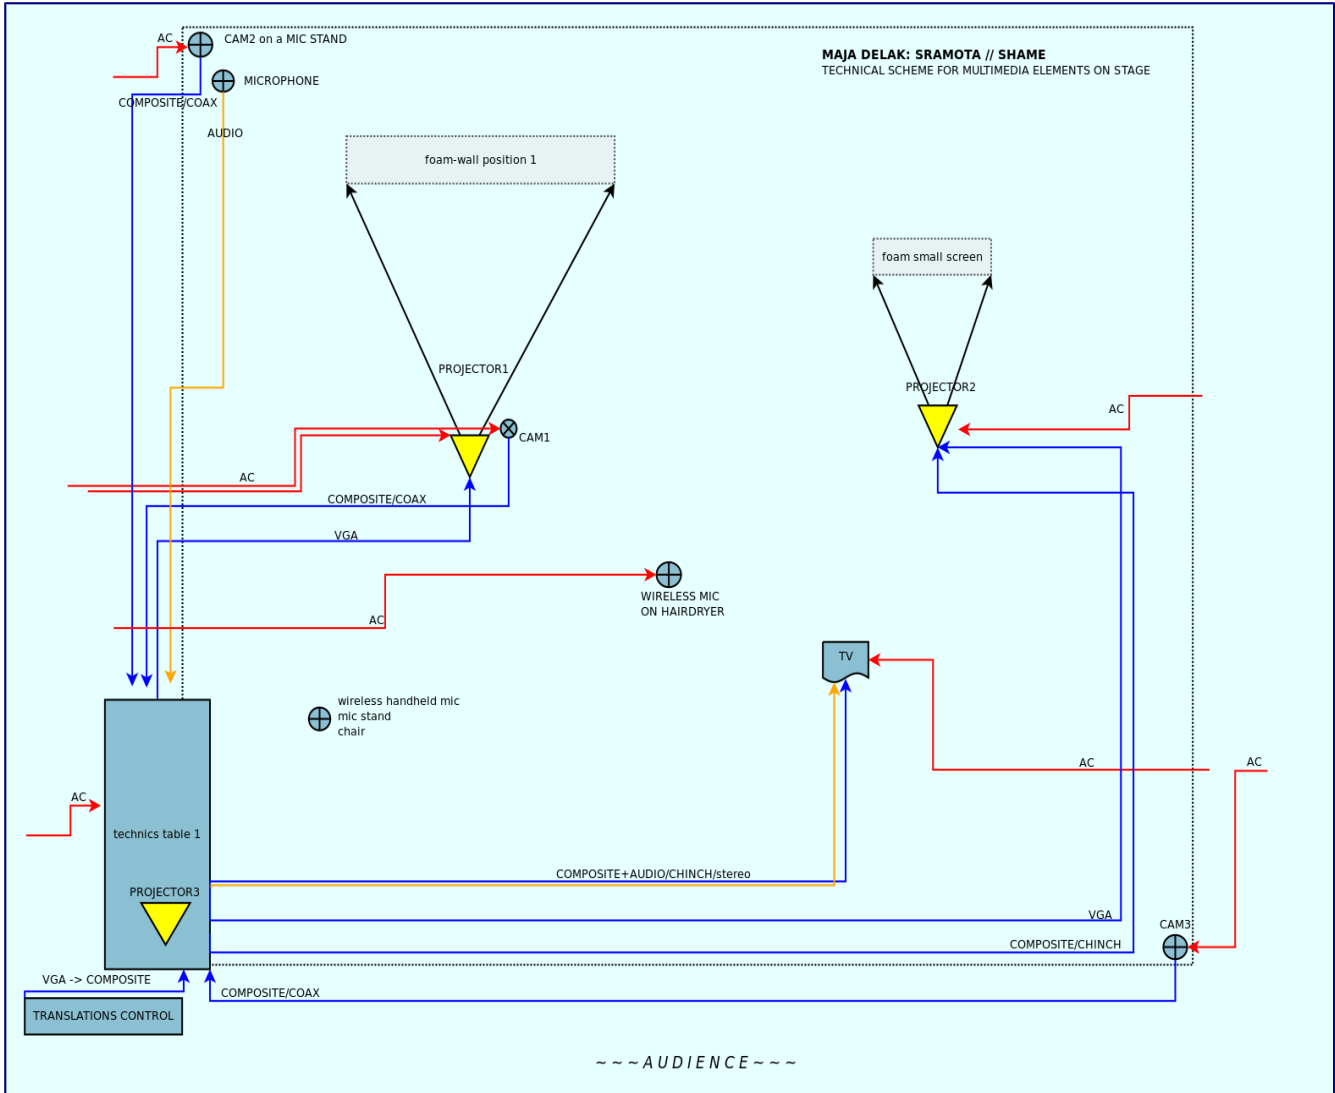 AC
CAM2 on a MIC STAND
MAJA DELAK: SRAMOTA // SHAME
TECHNICAL SCHEME FOR MULTIMEDIA ELEMENTS ON STAGE
MICROPHONE
COMPOSITE/COAX
AUDIO
foam-wall position 1
foam small screen
PROJECTOR1
PROJECTOR2
AC
CAM1
AC
COMPOSITE/COAX
VGA
WIRELESS MIC
ON HAIRDRYER
AC
TV
wireless handheld mic
mic stand
chair
AC
AC
AC
technics table 1
COMPOSITE+AUDIO/CHINCH/stereo
PROJECTOR3
VGA
CAM3
COMPOSITE/CHINCH
VGA -> COMPOSITE
COMPOSITE/COAX
TRANSLATIONS CONTROL
~ ~ ~ A U D I E N C E ~ ~ ~